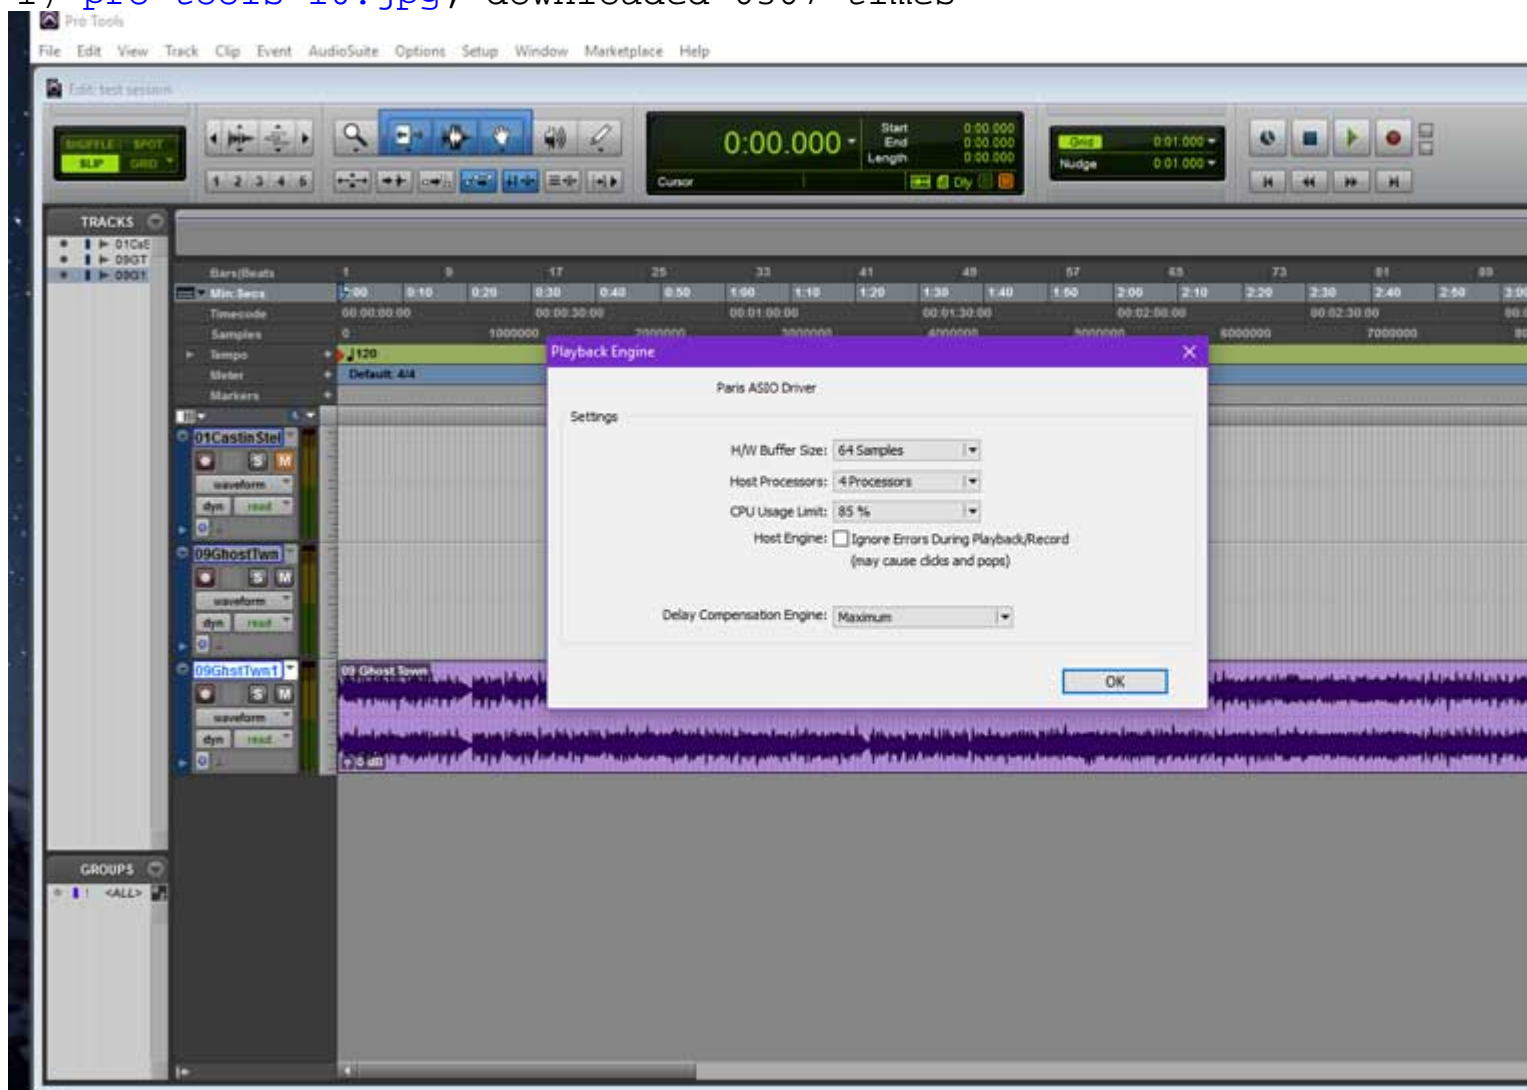 pro tools 10.jpg, downloaded 6567 times
Pro Tools
File Edit View Track Clip Event AudioSuite Options Setup Window Marketplace Help
Edit: test session
SHUFFLE SPOT
SLIP GRID
1 2 3 4 5
0:00.000
Start 0:00.000
End 0:00.000
Length 0:00.000
Cursor
Dly
Grid 0:01.000
Nudge 0:01.000
TRACKS
01CsE
09GT
09G1
Bars|Beats 1 9 17 25 33 41 49 57 65 73 81 89
Min:Secs 0:00 0:10 0:20 0:30 0:40 0:50 1:00 1:10 1:20 1:30 1:40 1:50 2:00 2:10 2:20 2:30 2:40 2:50
Timecode 00:00:00:00 00:00:30:00 00:01:00:00 00:01:30:00 00:02:00:00 00:02:30:00
Samples 0 1000000 2000000 3000000 4000000 5000000 6000000 7000000
Tempo 120
Meter Default: 4/4
Markers
Playback Engine
Paris ASIO Driver
Settings
H/W Buffer Size: 64 Samples
Host Processors: 4 Processors
CPU Usage Limit: 85 %
Host Engine: Ignore Errors During Playback/Record
(may cause clicks and pops)
Delay Compensation Engine: Maximum
OK
01CastinStel
S M
waveform
dyn read
09GhostTwn
S M
waveform
dyn read
09GhstTwn1
S M
waveform
dyn read
09 Ghost Town
0 dB
GROUPS
! <ALL>